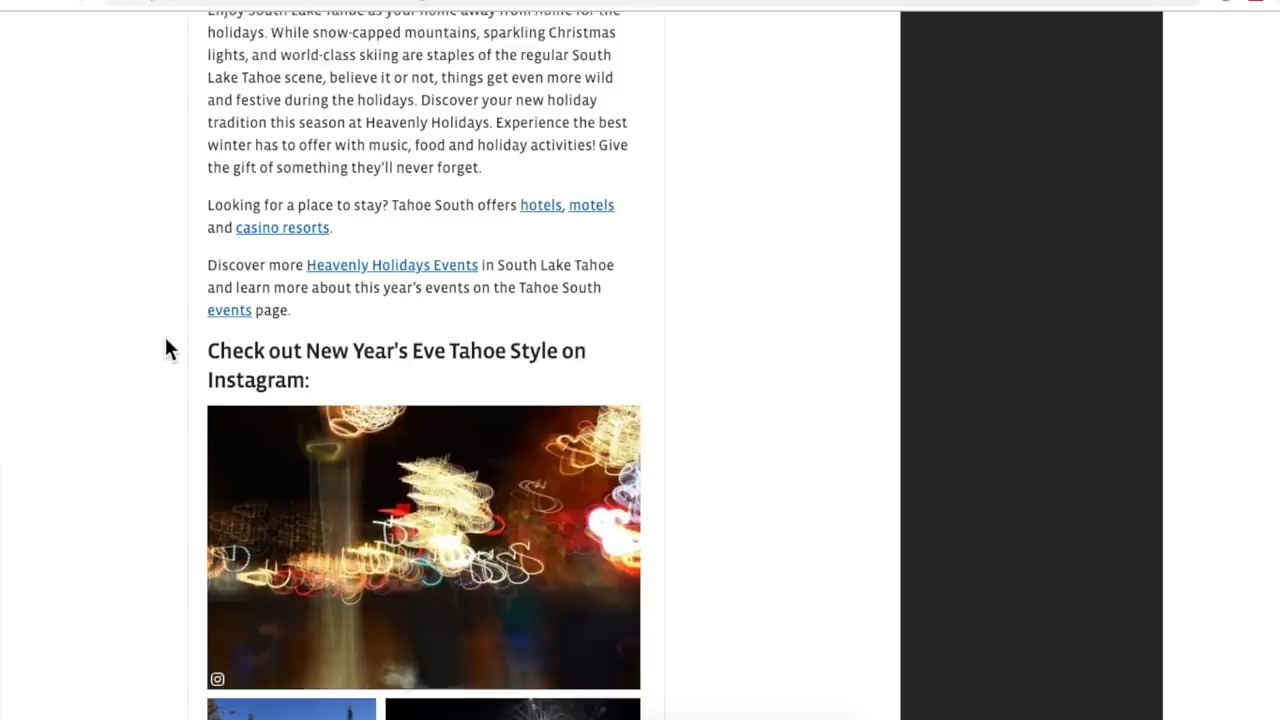 Enjoy South Lake Tahoe as your home away from home for the
holidays. While snow-capped mountains, sparkling Christmas
lights, and world-class skiing are staples of the regular South
Lake Tahoe scene, believe it or not, things get even more wild
and festive during the holidays. Discover your new holiday
tradition this season at Heavenly Holidays. Experience the best
winter has to offer with music, food and holiday activities! Give
the gift of something they'll never forget.
Looking for a place to stay? Tahoe South offers hotels, motels
and casino resorts.
Discover more Heavenly Holidays Events in South Lake Tahoe
and learn more about this year's events on the Tahoe South
events page.
Check out New Year's Eve Tahoe Style on
Instagram: